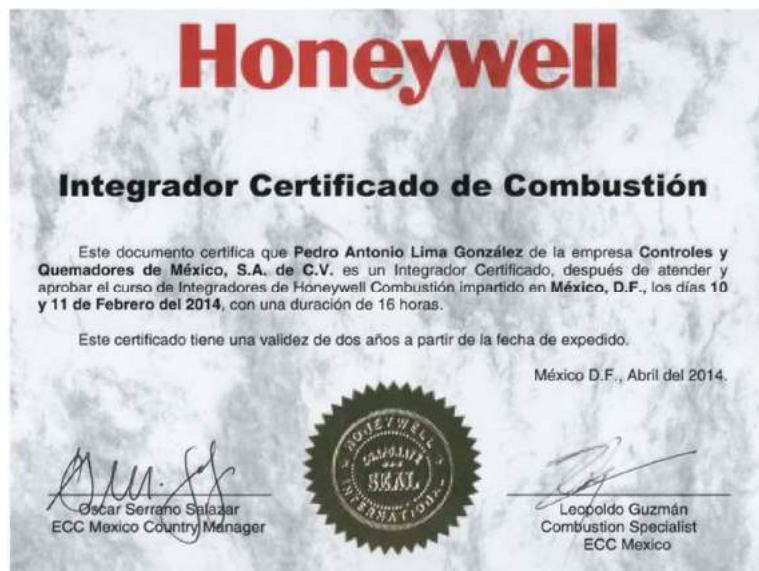 Honeywell
Integrador Certificado de Combustión
Este documento certifica que Pedro Antonio Lima González de la empresa Controles y
Quemadores de México, S.A. de C.V. es un Integrador Certificado, después de atender y
aprobar el curso de Integradores de Honeywell Combustión impartido en México, D.F., los días 10
y 11 de Febrero del 2014, con una duración de 16 horas.
Este certificado tiene una validez de dos años a partir de la fecha de expedido.
México D.F., Abril del 2014.
HONEYWELL
CORPORATE
SEAL
INTERNATIONAL
Oscar Serrano Salazar
ECC Mexico Country Manager
Leopoldo Guzmán
Combustion Specialist
ECC Mexico